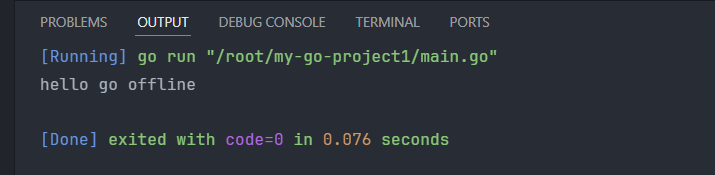 PROBLEMS OUTPUT DEBUG CONSOLE TERMINAL PORTS
[Running] go run "/root/my-go-project1/main.go"
hello go offline
[Done] exited with code=0 in 0.076 seconds